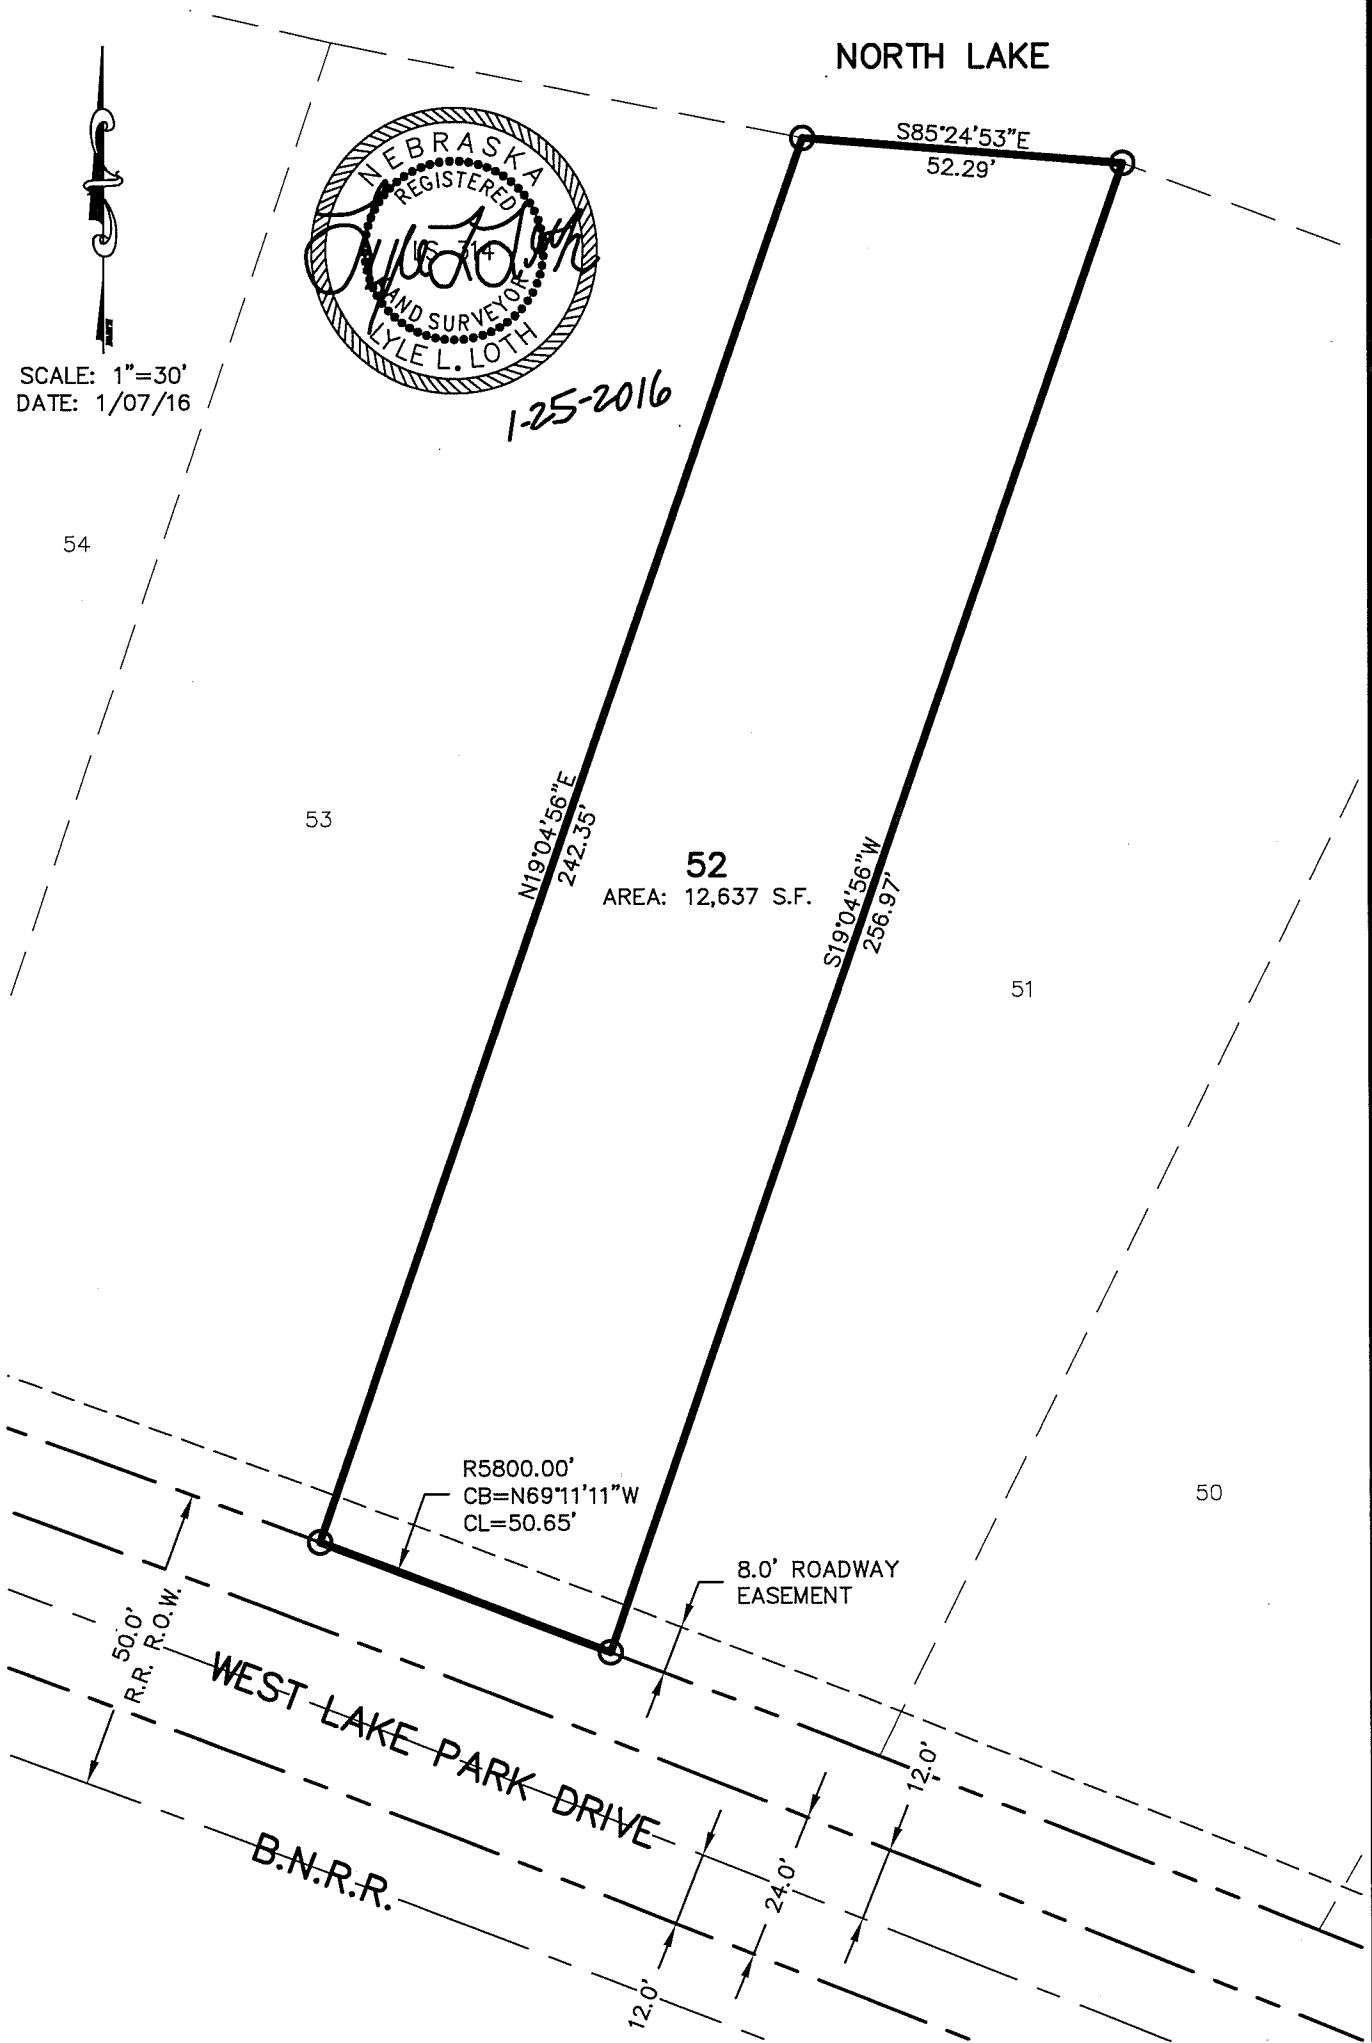 NORTH LAKE
S85°24'53"E
52.29'
NEBRASKA
REGISTERED
LS 314
LAND SURVEYOR
LYLE L. LOTH
1-25-2016
SCALE: 1"=30'
DATE: 1/07/16
54
53
N19°04'56"E
242.35'
52
AREA: 12,637 S.F.
S19°04'56"W
256.97'
51
50
R5800.00'
CB=N69°11'11"W
CL=50.65'
8.0' ROADWAY
EASEMENT
50.0'
R.R. R.O.W.
WEST LAKE PARK DRIVE
B.N.R.R.
12.0'
24.0'
12.0'